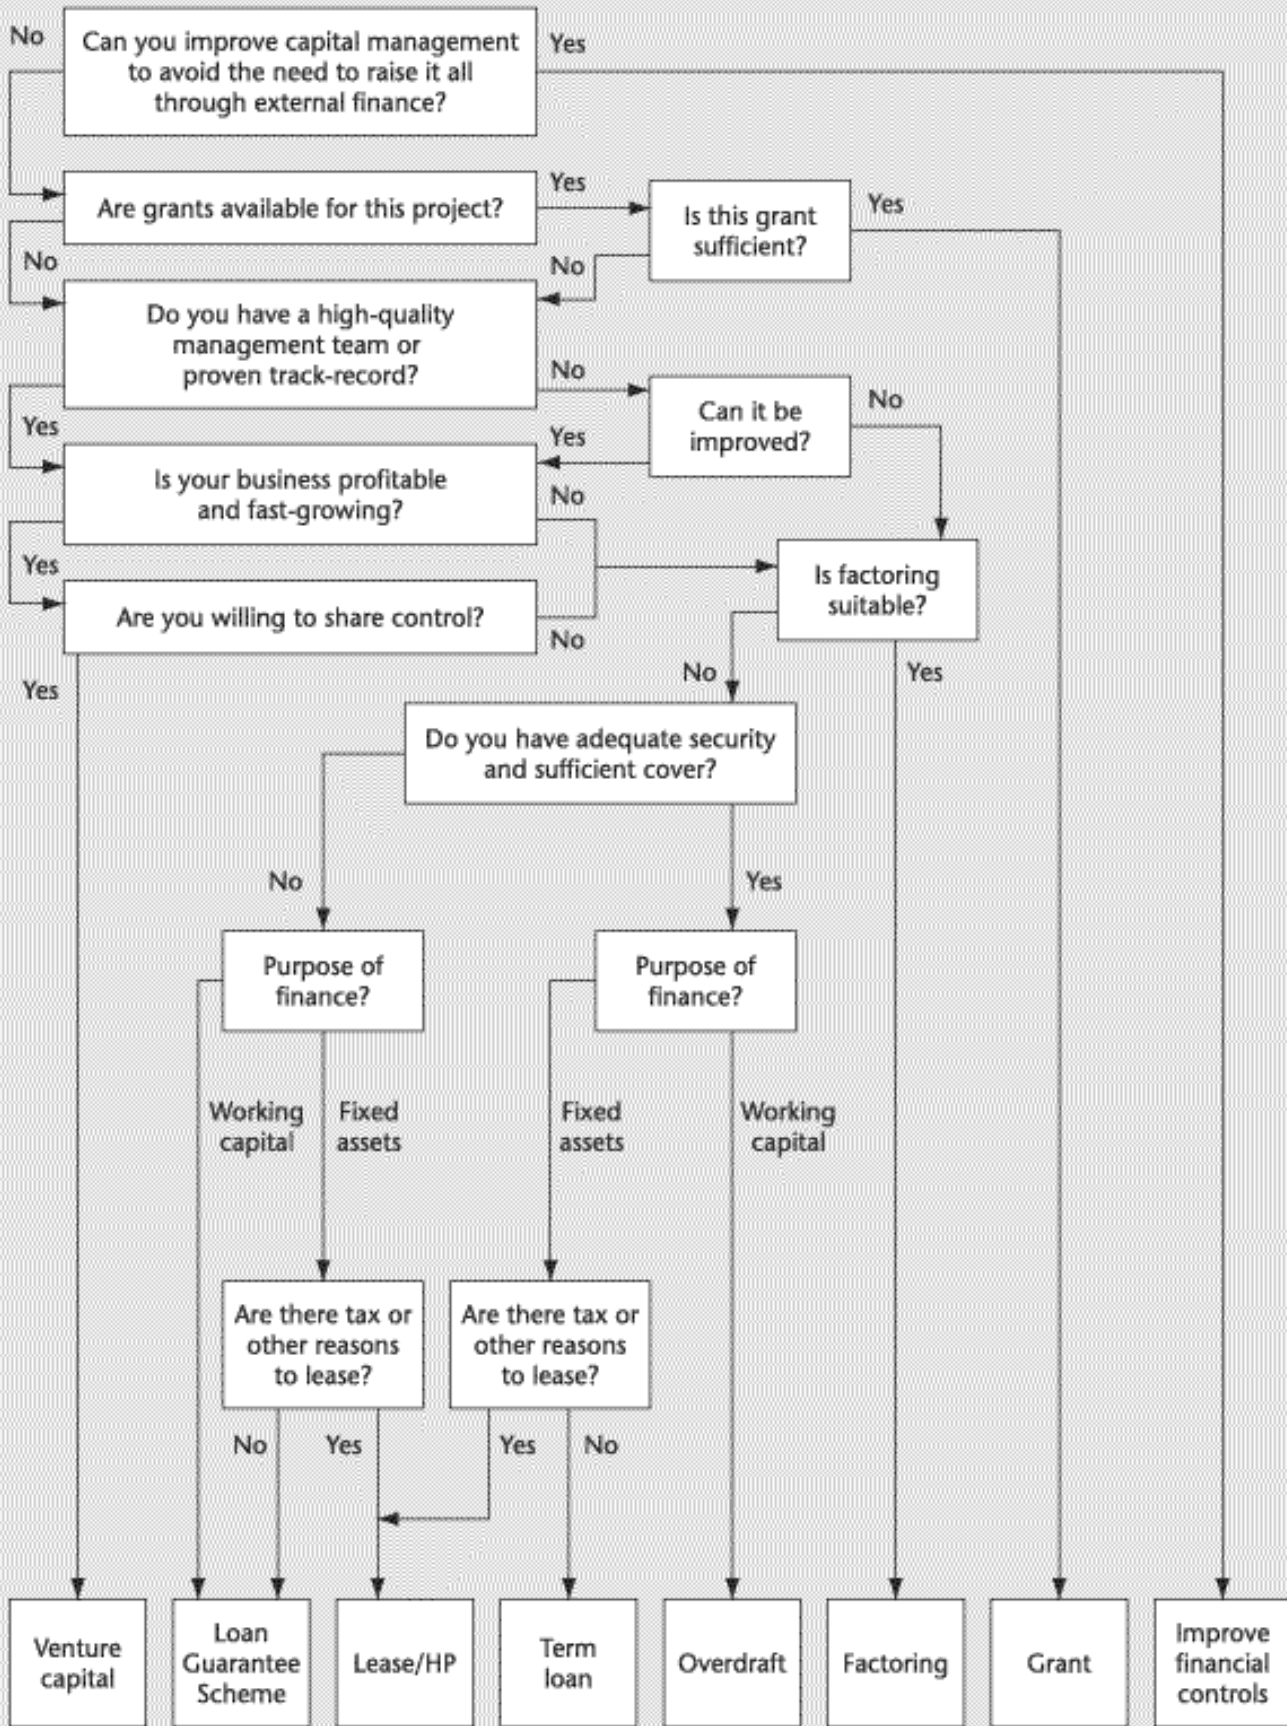 No
Can you improve capital management
to avoid the need to raise it all
through external finance?
Yes
Are grants available for this project?
Yes
Is this grant
sufficient?
Yes
No
No
Do you have a high-quality
management team or
proven track-record?
No
Can it be
improved?
No
Yes
Yes
Is your business profitable
and fast-growing?
No
Yes
Are you willing to share control?
No
Is factoring
suitable?
Yes
No
Yes
Do you have adequate security
and sufficient cover?
No
Yes
Purpose of
finance?
Purpose of
finance?
Working
capital
Fixed
assets
Fixed
assets
Working
capital
Are there tax or
other reasons
to lease?
Are there tax or
other reasons
to lease?
No
Yes
Yes
No
Venture
capital
Loan
Guarantee
Scheme
Lease/HP
Term
loan
Overdraft
Factoring
Grant
Improve
financial
controls